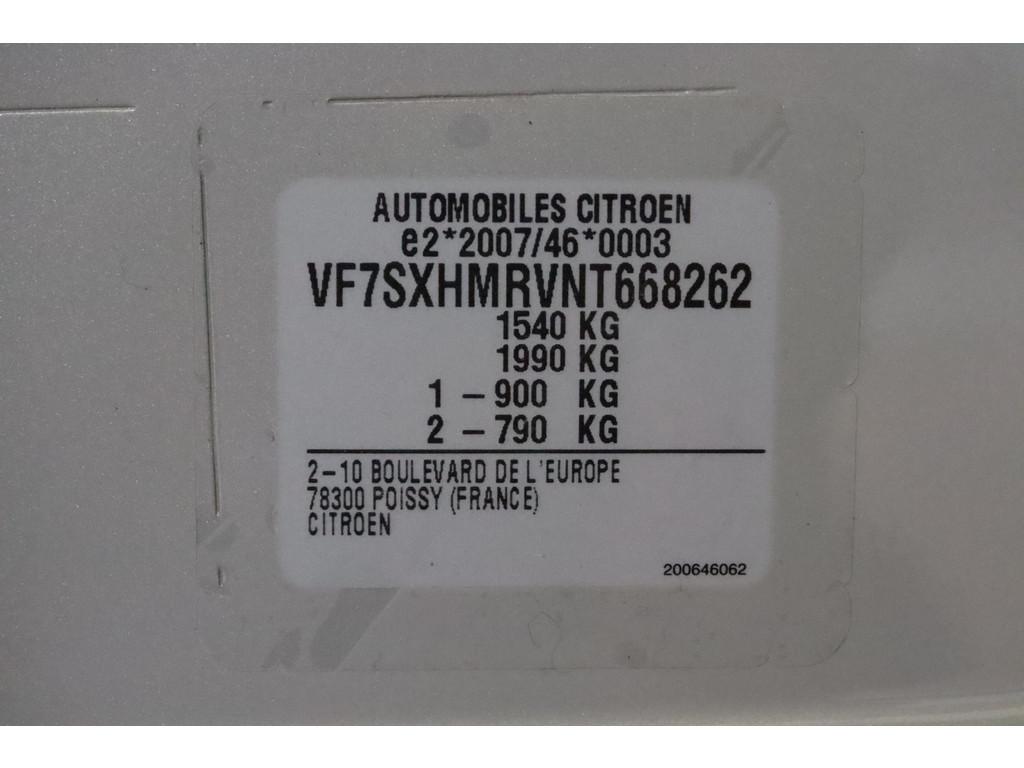 AUTOMOBILES CITROEN
e2*2007/46*0003
VF7SXHMRVNT668262
1540 KG
1990 KG
1 - 900 KG
2 - 790 KG
2-10 BOULEVARD DE L'EUROPE
78300 POISSY (FRANCE)
CITROEN
200646062